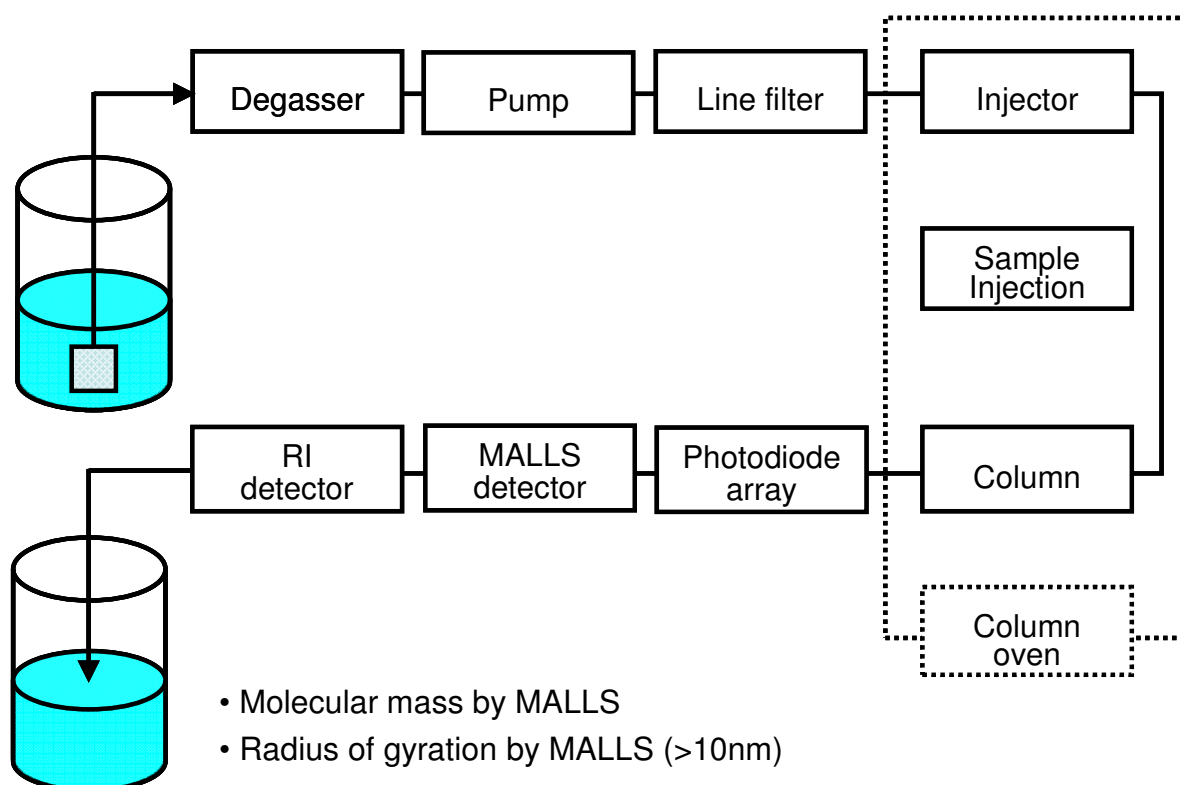 Degasser
Pump
Line filter
Injector
Sample
Injection
RI
detector
MALLS
detector
Photodiode
array
Column
Column
oven
• Molecular mass by MALLS
• Radius of gyration by MALLS (>10nm)